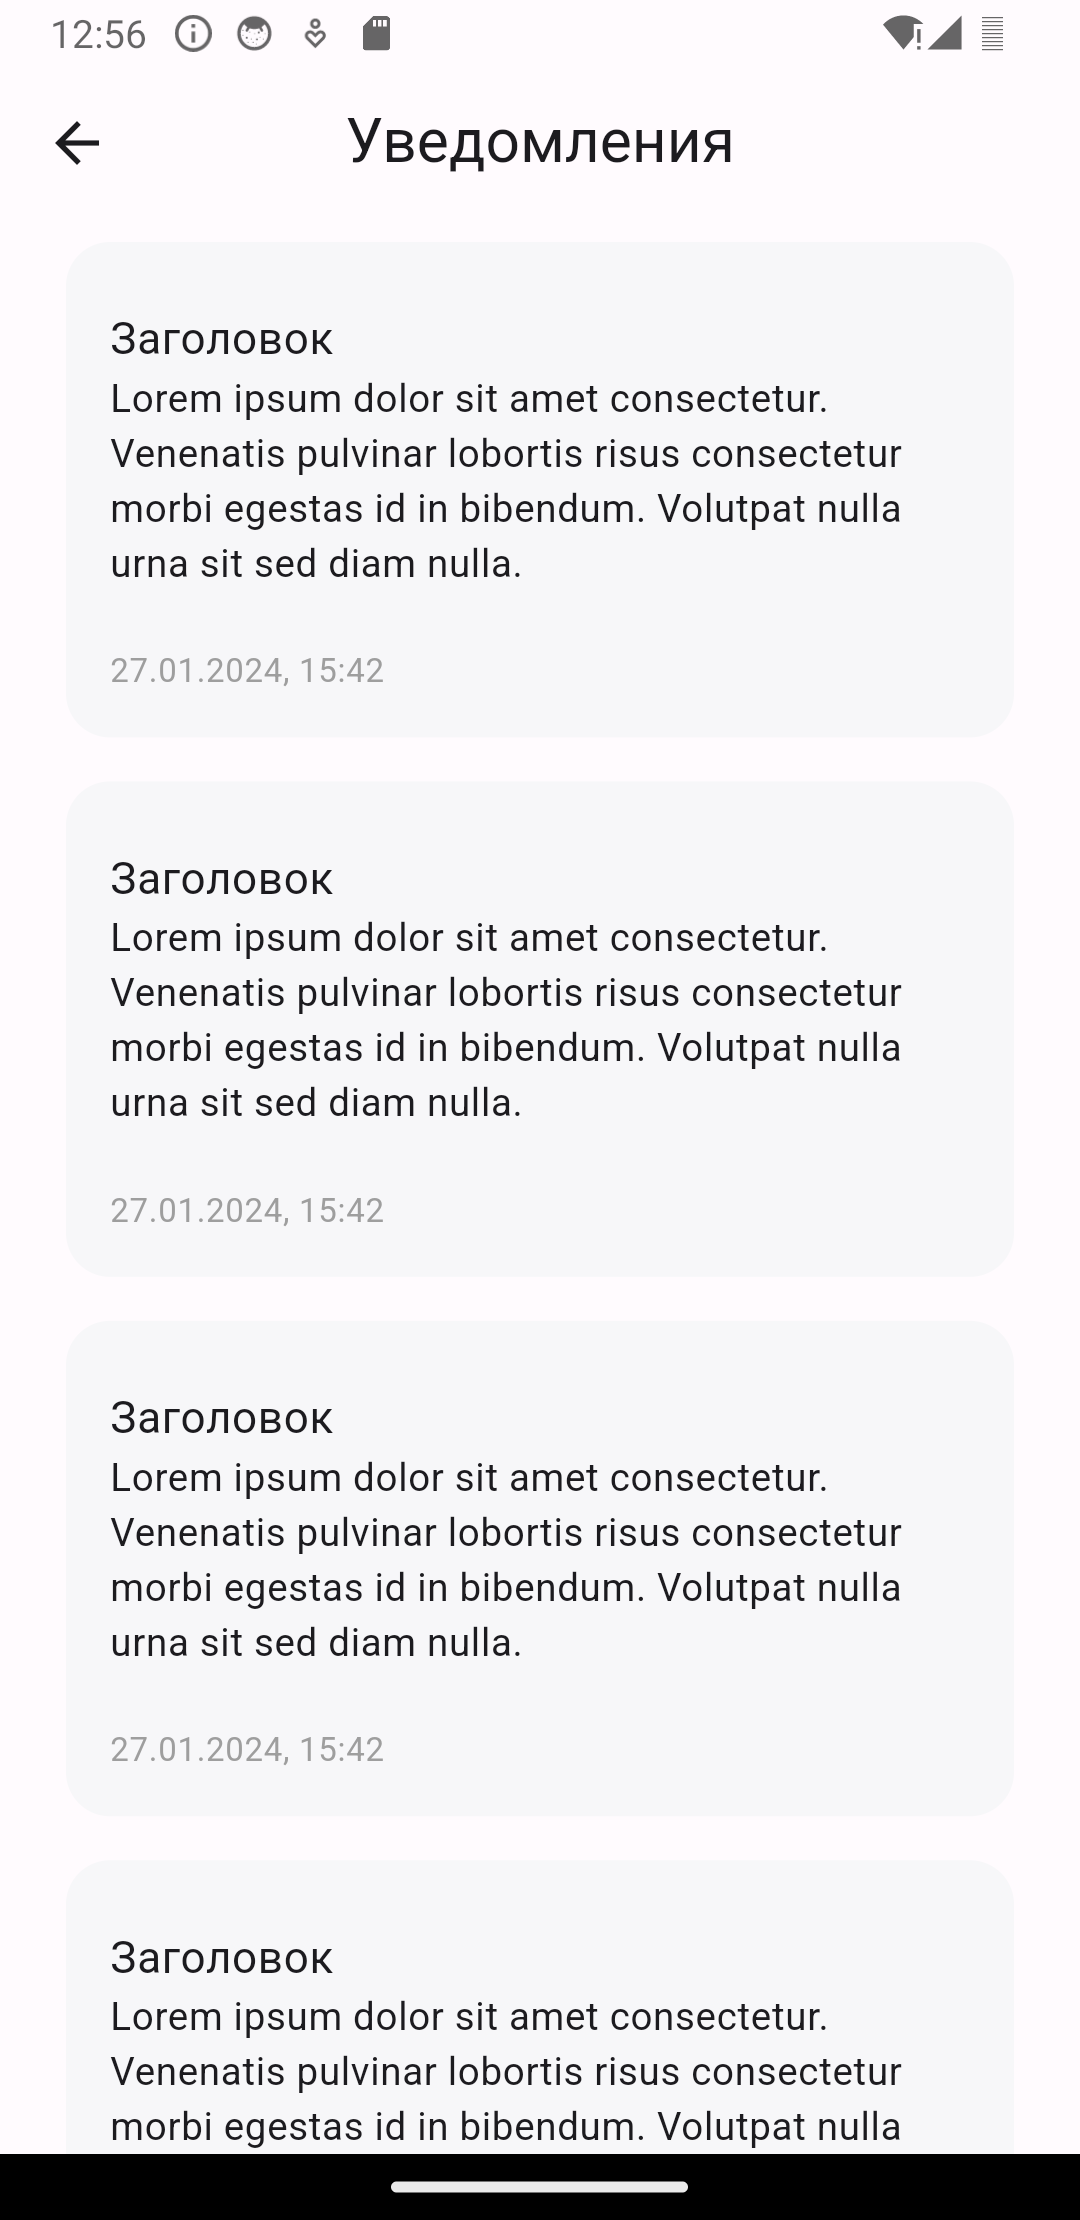 12:56
Уведомления
Заголовок
Lorem ipsum dolor sit amet consectetur.
Venenatis pulvinar lobortis risus consectetur
morbi egestas id in bibendum. Volutpat nulla
urna sit sed diam nulla.
27.01.2024, 15:42
Заголовок
Lorem ipsum dolor sit amet consectetur.
Venenatis pulvinar lobortis risus consectetur
morbi egestas id in bibendum. Volutpat nulla
urna sit sed diam nulla.
27.01.2024, 15:42
Заголовок
Lorem ipsum dolor sit amet consectetur.
Venenatis pulvinar lobortis risus consectetur
morbi egestas id in bibendum. Volutpat nulla
urna sit sed diam nulla.
27.01.2024, 15:42
Заголовок
Lorem ipsum dolor sit amet consectetur.
Venenatis pulvinar lobortis risus consectetur
morbi egestas id in bibendum. Volutpat nulla